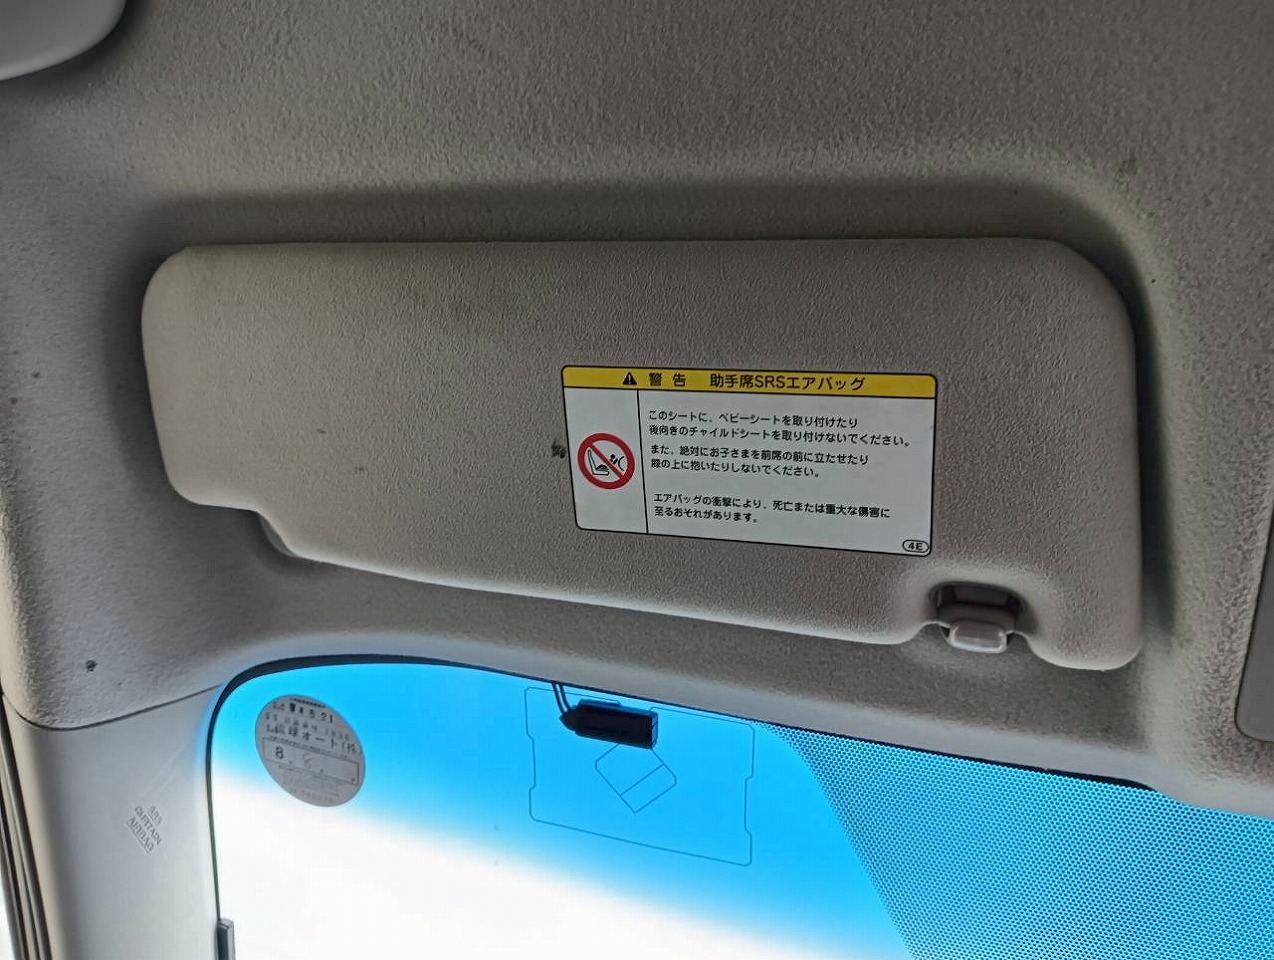 警告 助手席SRSエアバッグ
このシートに、ベビーシートを取り付けたり
後向きのチャイルドシートを取り付けないでください。
また、絶対にお子さまを前席の前に立たせたり
膝の上に抱いたりしないでください。
エアバッグの衝撃により、死亡または重大な傷害に
至るおそれがあります。
4E
球オート(株)
8.
SRS
CURTAIN
AIRBAG